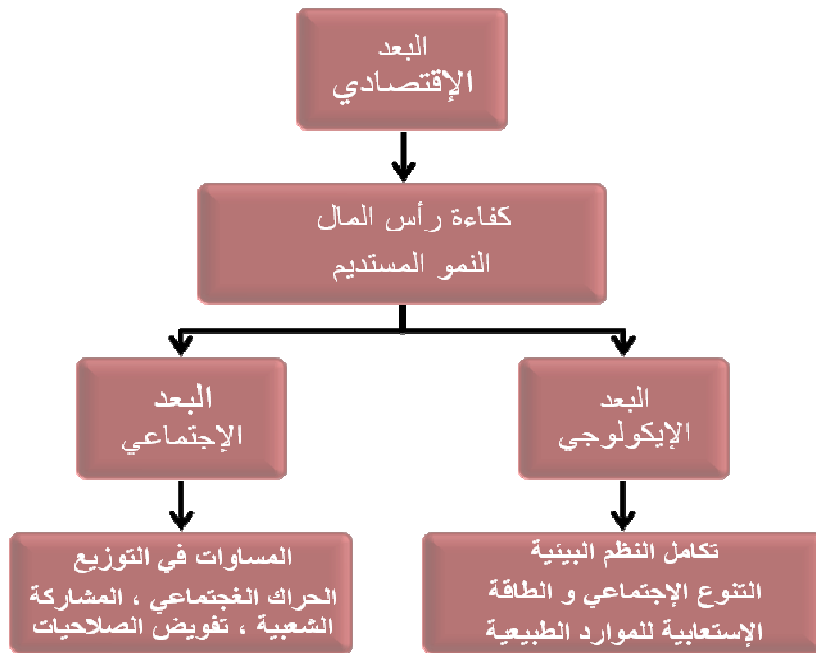 البعد
الإقتصادي
كفاءة رأس المال
النمو المستديم
البعد
الإيكولوجي
البعد
الإجتماعي
تكامل النظم البيئية
التنوع الإجتماعي و الطاقة
الإستعابية للموارد الطبيعية
المساوات في التوزيع
الحراك الغجتماعي ، المشاركة
الشعبية ، تفويض الصلاحيات